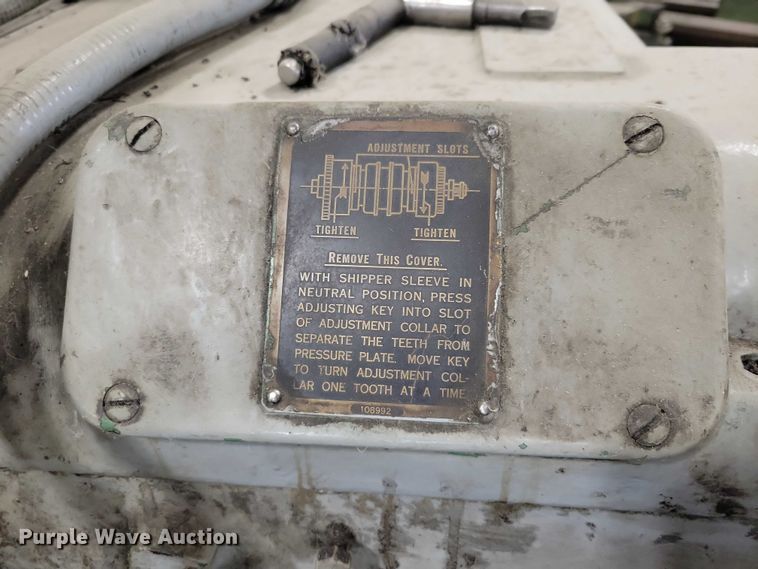 ADJUSTMENT SLOTS
TIGHTEN TIGHTEN
REMOVE THIS COVER.
WITH SHIPPER SLEEVE IN
NEUTRAL POSITION, PRESS
ADJUSTING KEY INTO SLOT
OF ADJUSTMENT COLLAR TO
SEPARATE THE TEETH FROM
PRESSURE PLATE. MOVE KEY
TO TURN ADJUSTMENT COL-
LAR ONE TOOTH AT A TIME
108992
Purple Wave Auction